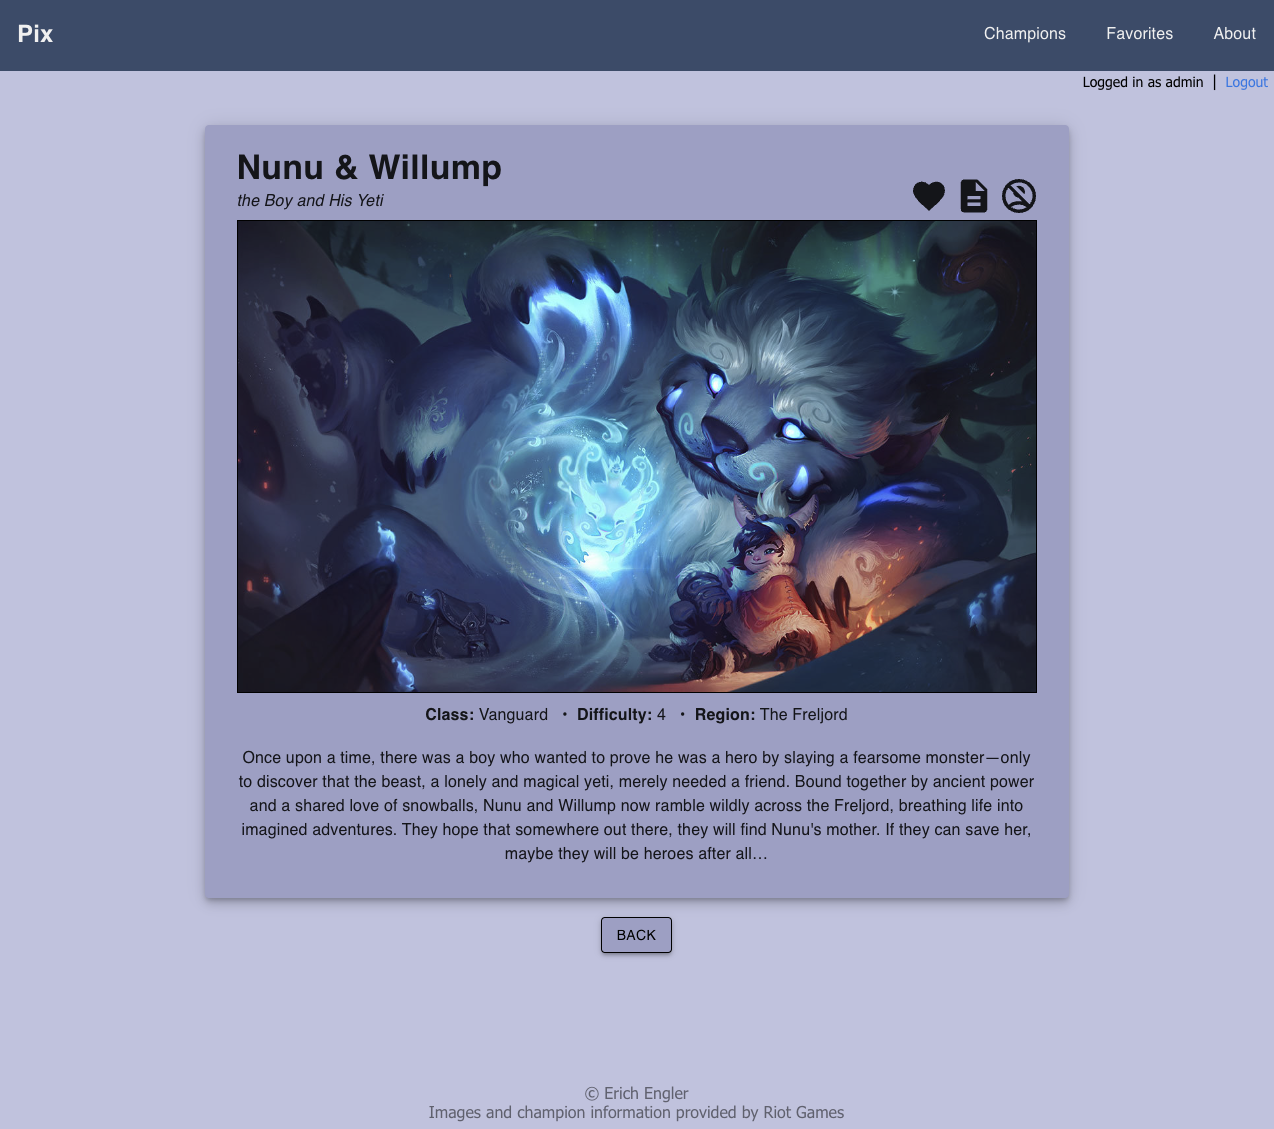 Pix
Champions Favorites About
Logged in as admin | Logout
Nunu & Willump
the Boy and His Yeti
Class: Vanguard • Difficulty: 4 • Region: The Freljord
Once upon a time, there was a boy who wanted to prove he was a hero by slaying a fearsome monster—only
to discover that the beast, a lonely and magical yeti, merely needed a friend. Bound together by ancient power
and a shared love of snowballs, Nunu and Willump now ramble wildly across the Freljord, breathing life into
imagined adventures. They hope that somewhere out there, they will find Nunu's mother. If they can save her,
maybe they will be heroes after all…
BACK
© Erich Engler
Images and champion information provided by Riot Games